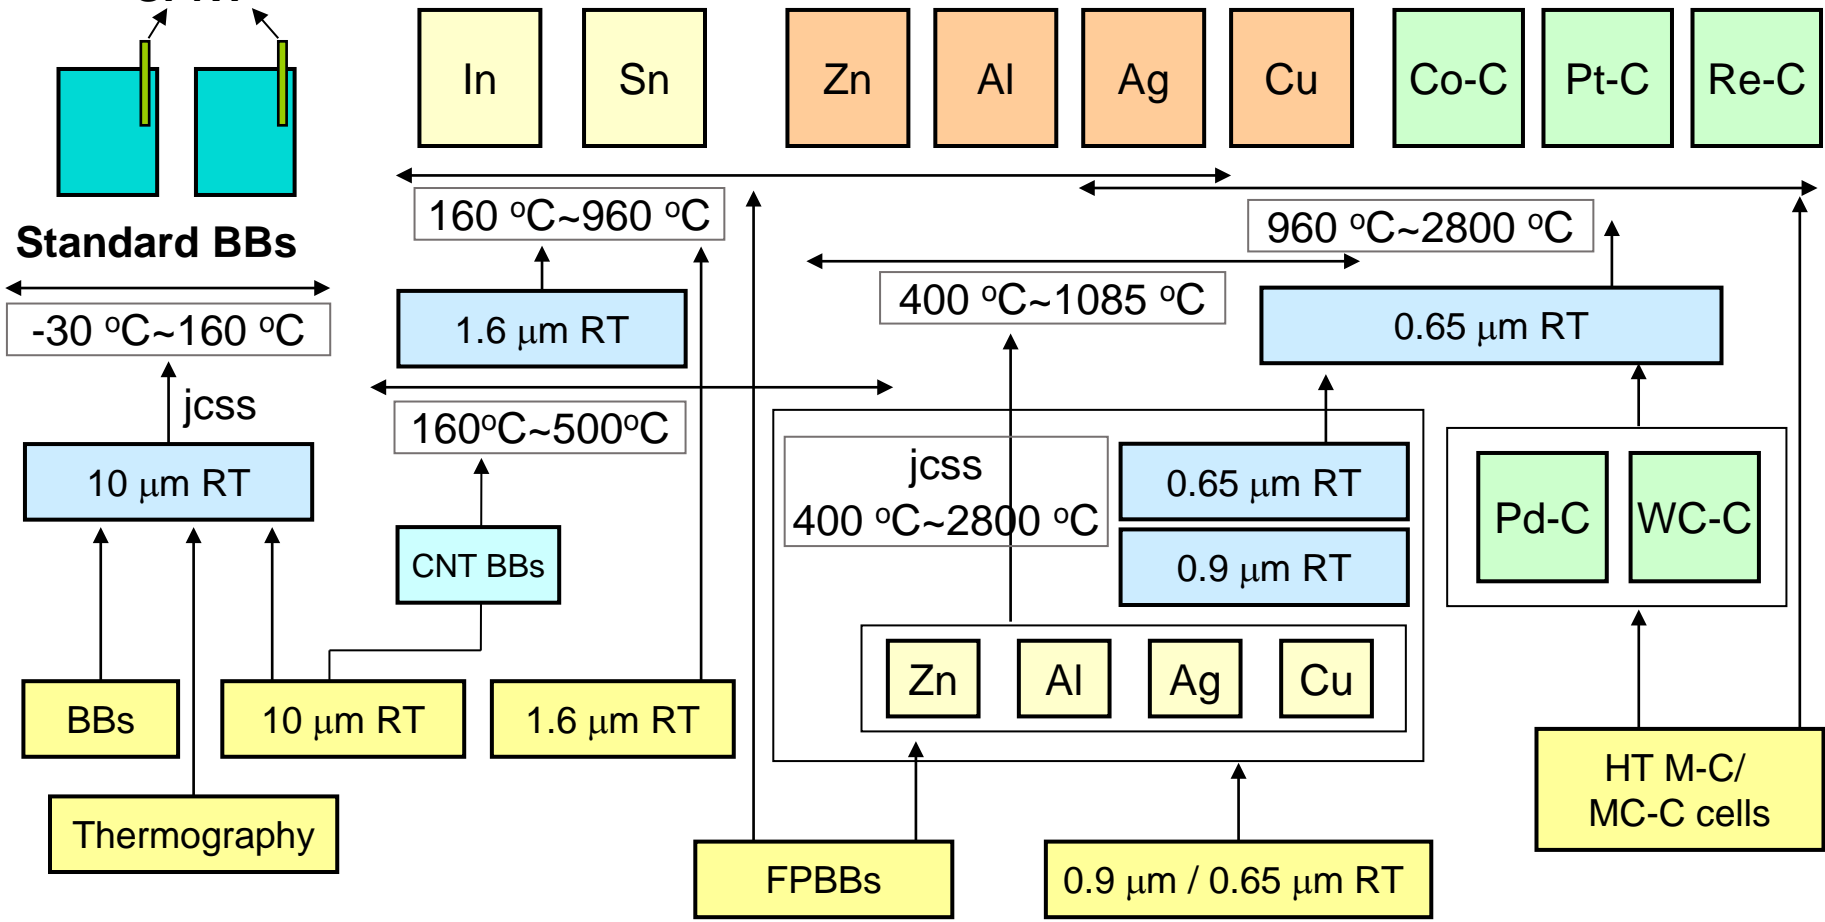 In
Sn
Zn
Al
Ag
Cu
Co-C
Pt-C
Re-C
Standard BBs
-30 ºC~160 ºC
160 ºC~960 ºC
960 ºC~2800 ºC
400 ºC~1085 ºC
1.6 μm RT
0.65 μm RT
jcss
160ºC~500ºC
10 μm RT
jcss
400 ºC~2800 ºC
0.65 μm RT
0.9 μm RT
Pd-C
WC-C
CNT BBs
Zn
Al
Ag
Cu
BBs
10 μm RT
1.6 μm RT
HT M-C/
MC-C cells
Thermography
FPBBs
0.9 μm / 0.65 μm RT